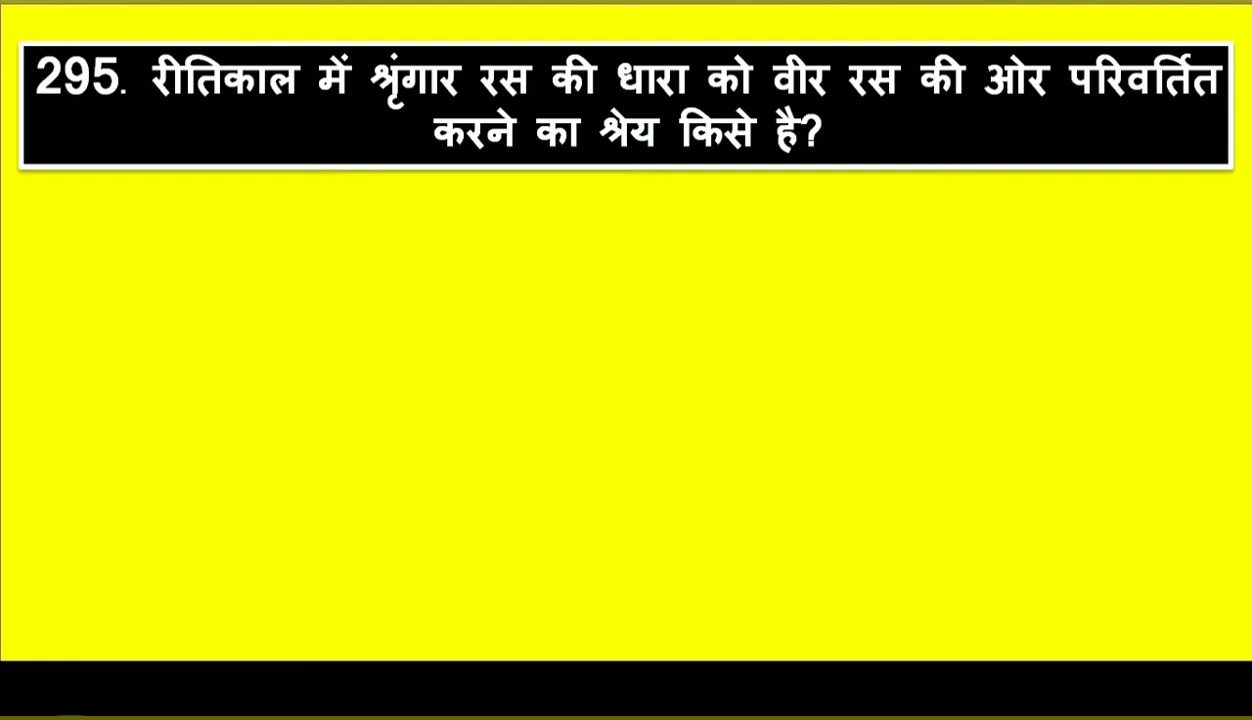 295. रीतिकाल में श्रृंगार रस की धारा को वीर रस की ओर परिवर्तित
करने का श्रेय किसे है?